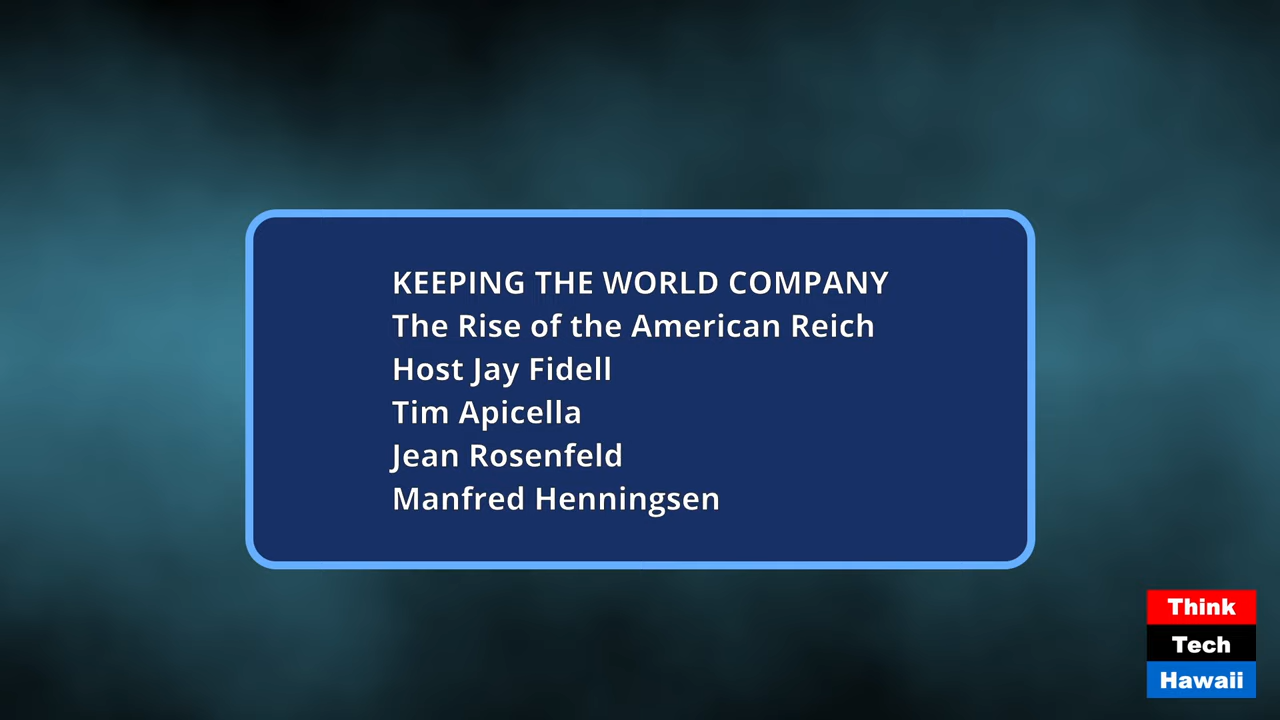 KEEPING THE WORLD COMPANY
The Rise of the American Reich
Host Jay Fidell
Tim Apicella
Jean Rosenfeld
Manfred Henningsen
Think
Tech
Hawaii